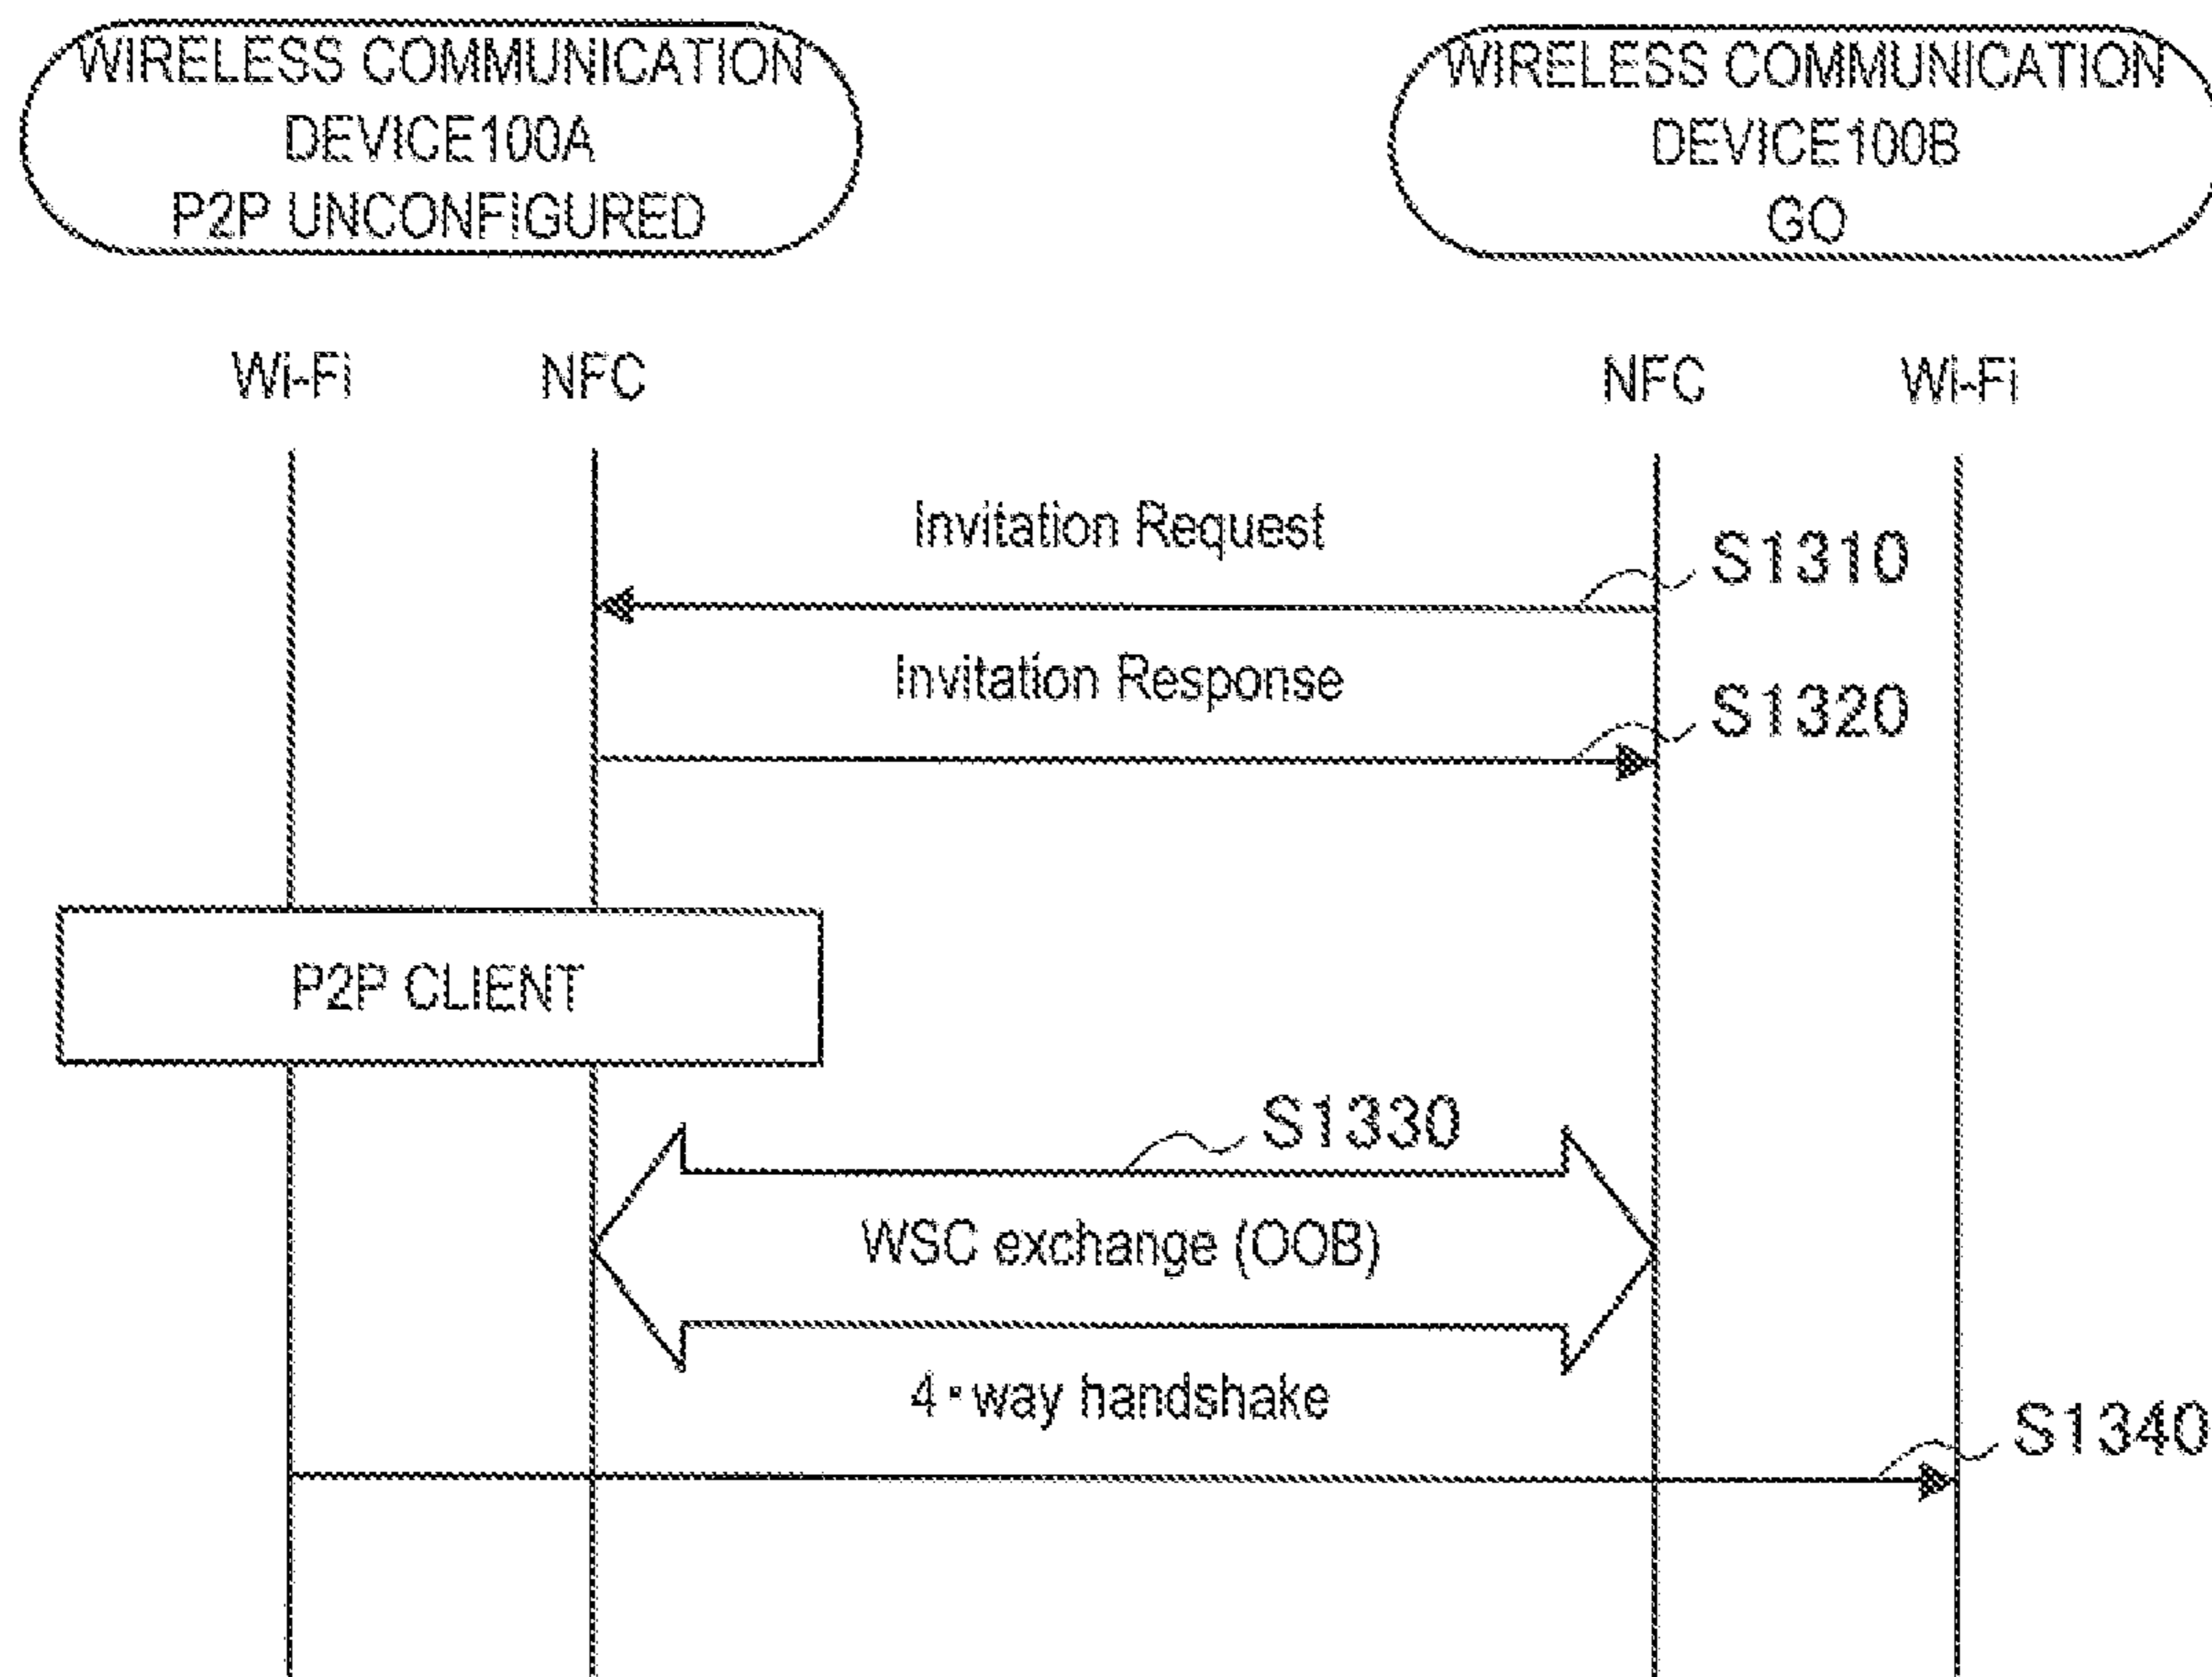 WIRELESS COMMUNICATION
DEVICE100A
P2P UNCONFIGURED
WIRELESS COMMUNICATION
DEVICE100B
GO
Wi-Fi
NFC
NFC
Wi-Fi
Invitation Request
S1310
Invitation Response
S1320
P2P CLIENT
S1330
WSC exchange (OOB)
4-way handshake
S1340